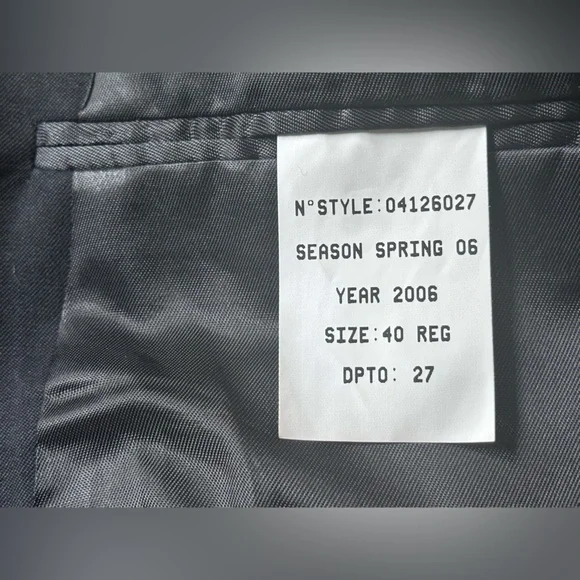 N°STYLE:04126027
SEASON SPRING 06
YEAR 2006
SIZE:40 REG
DPTO: 27